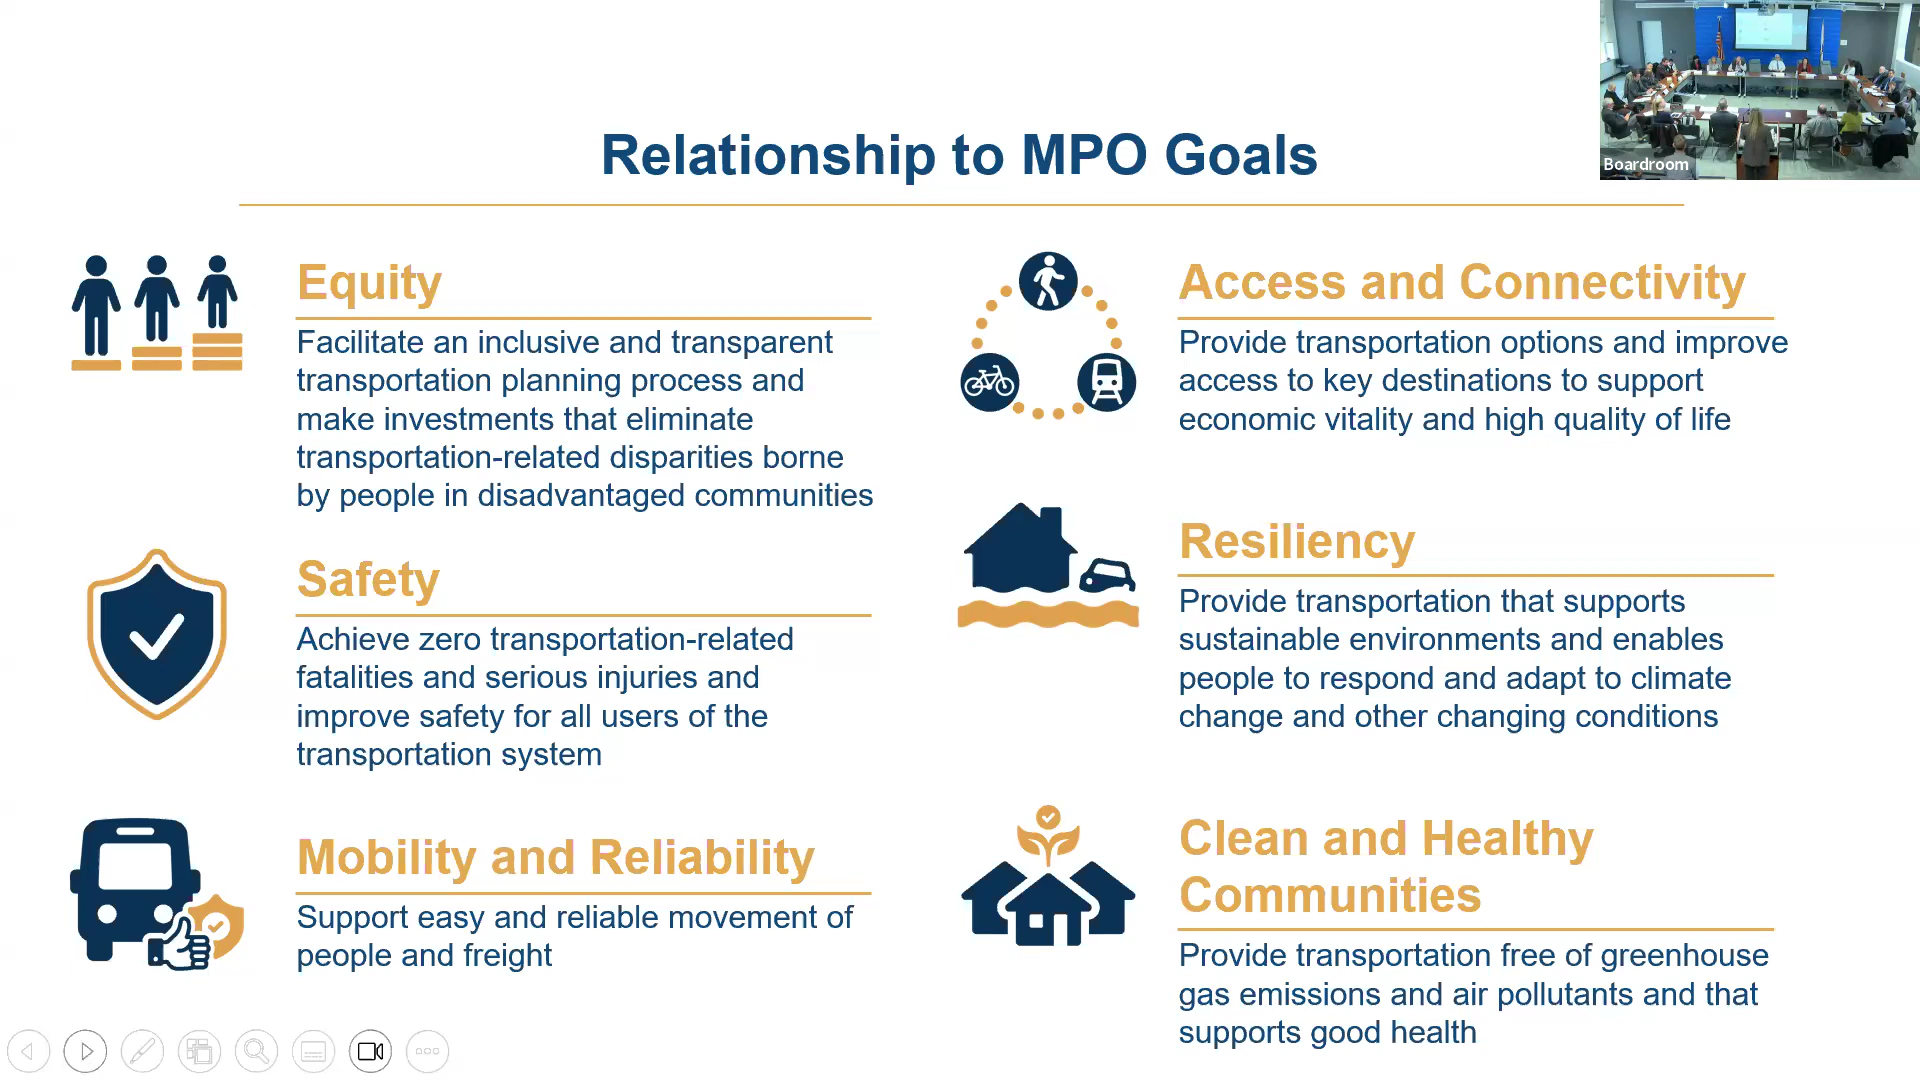 Boardroom
Relationship to MPO Goals
Equity
Facilitate an inclusive and transparent
transportation planning process and
make investments that eliminate
transportation-related disparities borne
by people in disadvantaged communities
Safety
Achieve zero transportation-related
fatalities and serious injuries and
improve safety for all users of the
transportation system
Mobility and Reliability
Support easy and reliable movement of
people and freight
Access and Connectivity
Provide transportation options and improve
access to key destinations to support
economic vitality and high quality of life
Resiliency
Provide transportation that supports
sustainable environments and enables
people to respond and adapt to climate
change and other changing conditions
Clean and Healthy
Communities
Provide transportation free of greenhouse
gas emissions and air pollutants and that
supports good health